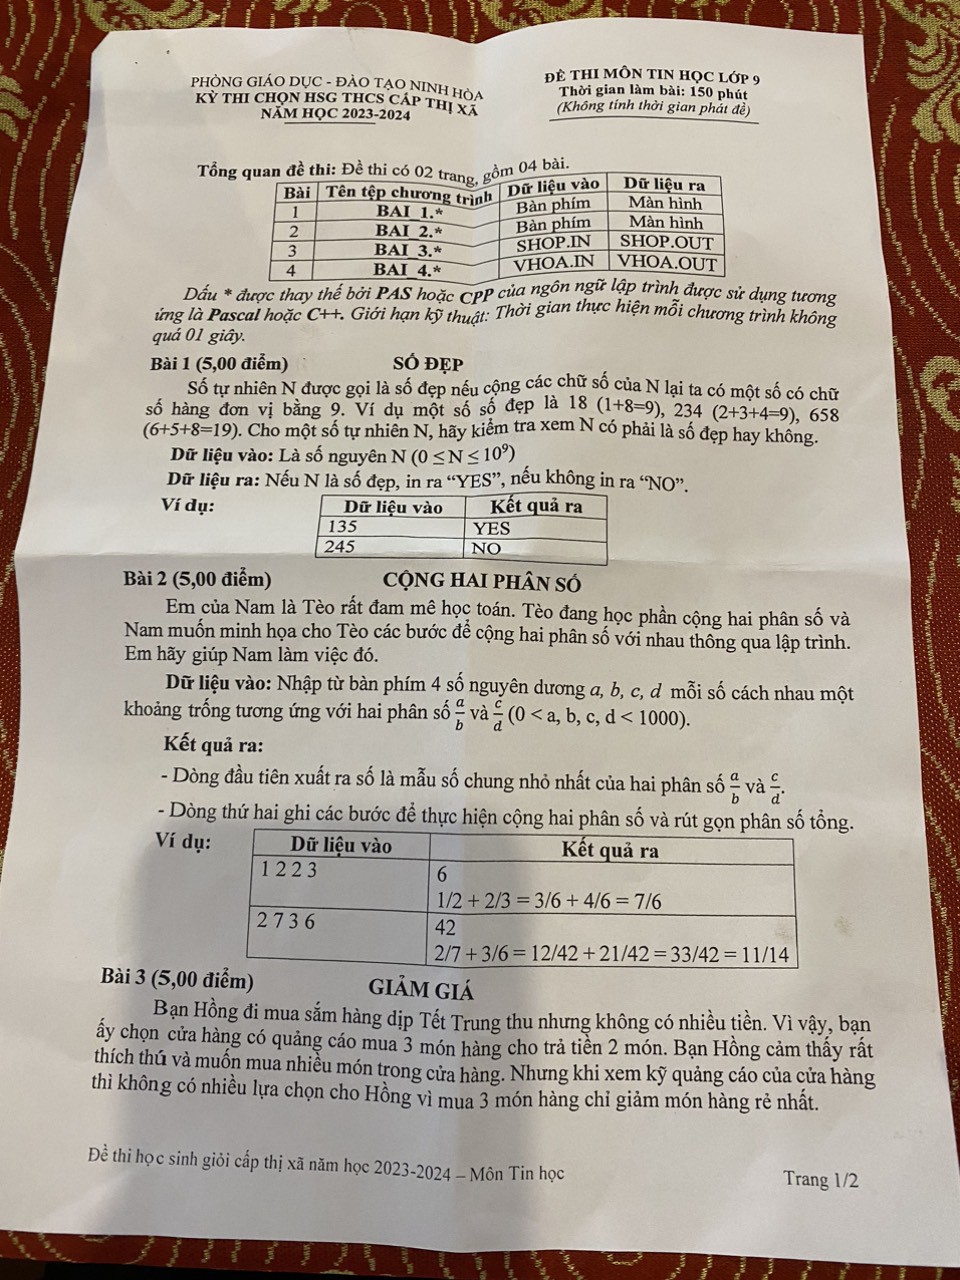 PHÒNG GIÁO DỤC - ĐÀO TẠO NINH HÒA
KỲ THI CHỌN HSG THCS CẤP THỊ XÃ
NĂM HỌC 2023-2024
ĐỀ THI MÔN TIN HỌC LỚP 9
Thời gian làm bài: 150 phút
(Không tính thời gian phát đề)
Tổng quan đề thi: Đề thi có 02 trang, gồm 04 bài.
Bài Tên tệp chương trình Dữ liệu vào Dữ liệu ra
1 BAI_1.* Bàn phím Màn hình
2 BAI_2.* Bàn phím Màn hình
3 BAI_3.* SHOP.IN SHOP.OUT
4 BAI_4.* VHOA.IN VHOA.OUT
Dấu * được thay thế bởi PAS hoặc CPP của ngôn ngữ lập trình được sử dụng tương
ứng là Pascal hoặc C++. Giới hạn kỹ thuật: Thời gian thực hiện mỗi chương trình không
quá 01 giây.
Bài 1 (5,00 điểm) SỐ ĐẸP
Số tự nhiên N được gọi là số đẹp nếu cộng các chữ số của N lại ta có một số có chữ
số hàng đơn vị bằng 9. Ví dụ một số số đẹp là 18 (1+8=9), 234 (2+3+4=9), 658
(6+5+8=19). Cho một số tự nhiên N, hãy kiểm tra xem N có phải là số đẹp hay không.
Dữ liệu vào: Là số nguyên N (0 ≤ N ≤ 10⁹)
Dữ liệu ra: Nếu N là số đẹp, in ra “YES”, nếu không in ra “NO”.
Ví dụ:
Dữ liệu vào Kết quả ra
135 YES
245 NO
Bài 2 (5,00 điểm) CỘNG HAI PHÂN SỐ
Em của Nam là Tèo rất đam mê học toán. Tèo đang học phần cộng hai phân số và
Nam muốn minh họa cho Tèo các bước để cộng hai phân số với nhau thông qua lập trình.
Em hãy giúp Nam làm việc đó.
Dữ liệu vào: Nhập từ bàn phím 4 số nguyên dương a, b, c, d mỗi số cách nhau một
khoảng trống tương ứng với hai phân số a/b và c/d (0 < a, b, c, d < 1000).
Kết quả ra:
- Dòng đầu tiên xuất ra số là mẫu số chung nhỏ nhất của hai phân số a/b và c/d.
- Dòng thứ hai ghi các bước để thực hiện cộng hai phân số và rút gọn phân số tổng.
Ví dụ:
Dữ liệu vào Kết quả ra
1 2 2 3 6
1/2 + 2/3 = 3/6 + 4/6 = 7/6
2 7 3 6 42
2/7 + 3/6 = 12/42 + 21/42 = 33/42 = 11/14
Bài 3 (5,00 điểm) GIẢM GIÁ
Bạn Hồng đi mua sắm hàng dịp Tết Trung thu nhưng không có nhiều tiền. Vì vậy, bạn
ấy chọn cửa hàng có quảng cáo mua 3 món hàng cho trả tiền 2 món. Bạn Hồng cảm thấy rất
thích thú và muốn mua nhiều món trong cửa hàng. Nhưng khi xem kỹ quảng cáo của cửa hàng
thì không có nhiều lựa chọn cho Hồng vì mua 3 món hàng chỉ giảm món hàng rẻ nhất.
Đề thi học sinh giỏi cấp thị xã năm học 2023-2024 – Môn Tin học
Trang 1/2